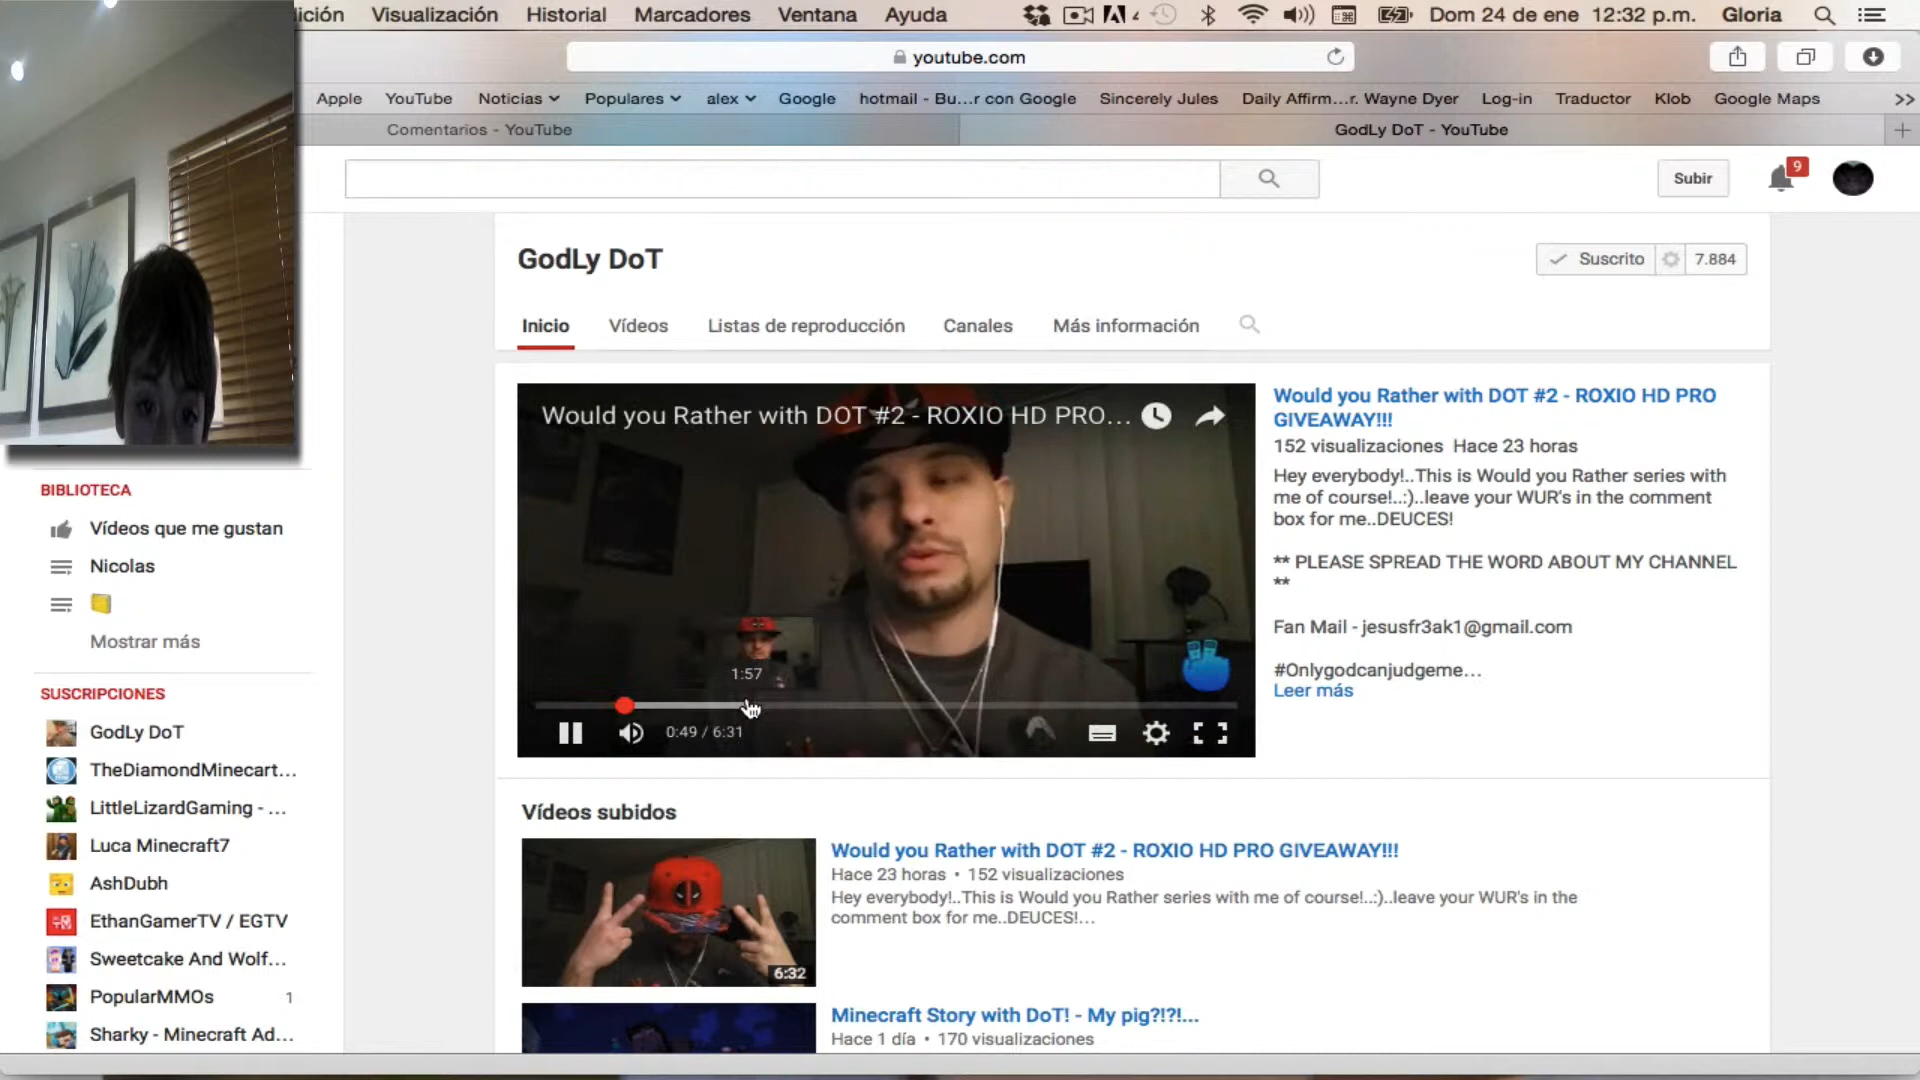 ición Visualización Historial Marcadores Ventana Ayuda 4 Dom 24 de ene 12:32 p.m. Gloria
youtube.com
Apple YouTube Noticias Populares alex Google hotmail - Bu...r con Google Sincerely Jules Daily Affirm...r. Wayne Dyer Log-in Traductor Klob Google Maps >>
Comentarios - YouTube GodLy DoT - YouTube +
Subir 9
GodLy DoT
Suscrito 7.884
Inicio Vídeos Listas de reproducción Canales Más información
Would you Rather with DOT #2 - ROXIO HD PRO...
1:57
0:49 / 6:31
Would you Rather with DOT #2 - ROXIO HD PRO
GIVEAWAY!!!
152 visualizaciones Hace 23 horas
Hey everybody!..This is Would you Rather series with
me of course!..:)..leave your WUR's in the comment
box for me..DEUCES!
** PLEASE SPREAD THE WORD ABOUT MY CHANNEL
**
Fan Mail - jesusfr3ak1@gmail.com
#Onlygodcanjudgeme...
Leer más
BIBLIOTECA
Vídeos que me gustan
Nicolas
Mostrar más
SUSCRIPCIONES
GodLy DoT
TheDiamondMinecart...
LittleLizardGaming - ...
Luca Minecraft7
AshDubh
EthanGamerTV / EGTV
Sweetcake And Wolf...
PopularMMOs 1
Sharky - Minecraft Ad...
Vídeos subidos
Would you Rather with DOT #2 - ROXIO HD PRO GIVEAWAY!!!
Hace 23 horas • 152 visualizaciones
Hey everybody!..This is Would you Rather series with me of course!..:)..leave your WUR's in the
comment box for me..DEUCES!...
6:32
Minecraft Story with DoT! - My pig?!?!...
Hace 1 día • 170 visualizaciones